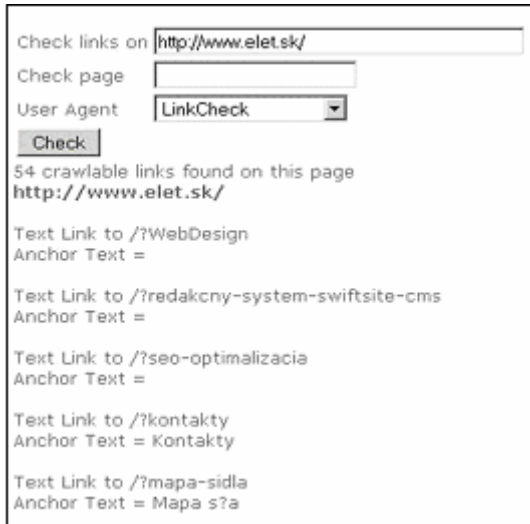 Check links on http://www.elet.sk/
Check page
User Agent LinkCheck
Check
54 crawlable links found on this page
http://www.elet.sk/
Text Link to /?WebDesign
Anchor Text =
Text Link to /?redakcny-system-swiftsite-cms
Anchor Text =
Text Link to /?seo-optimalizacia
Anchor Text =
Text Link to /?kontakty
Anchor Text = Kontakty
Text Link to /?mapa-sidla
Anchor Text = Mapa s?a